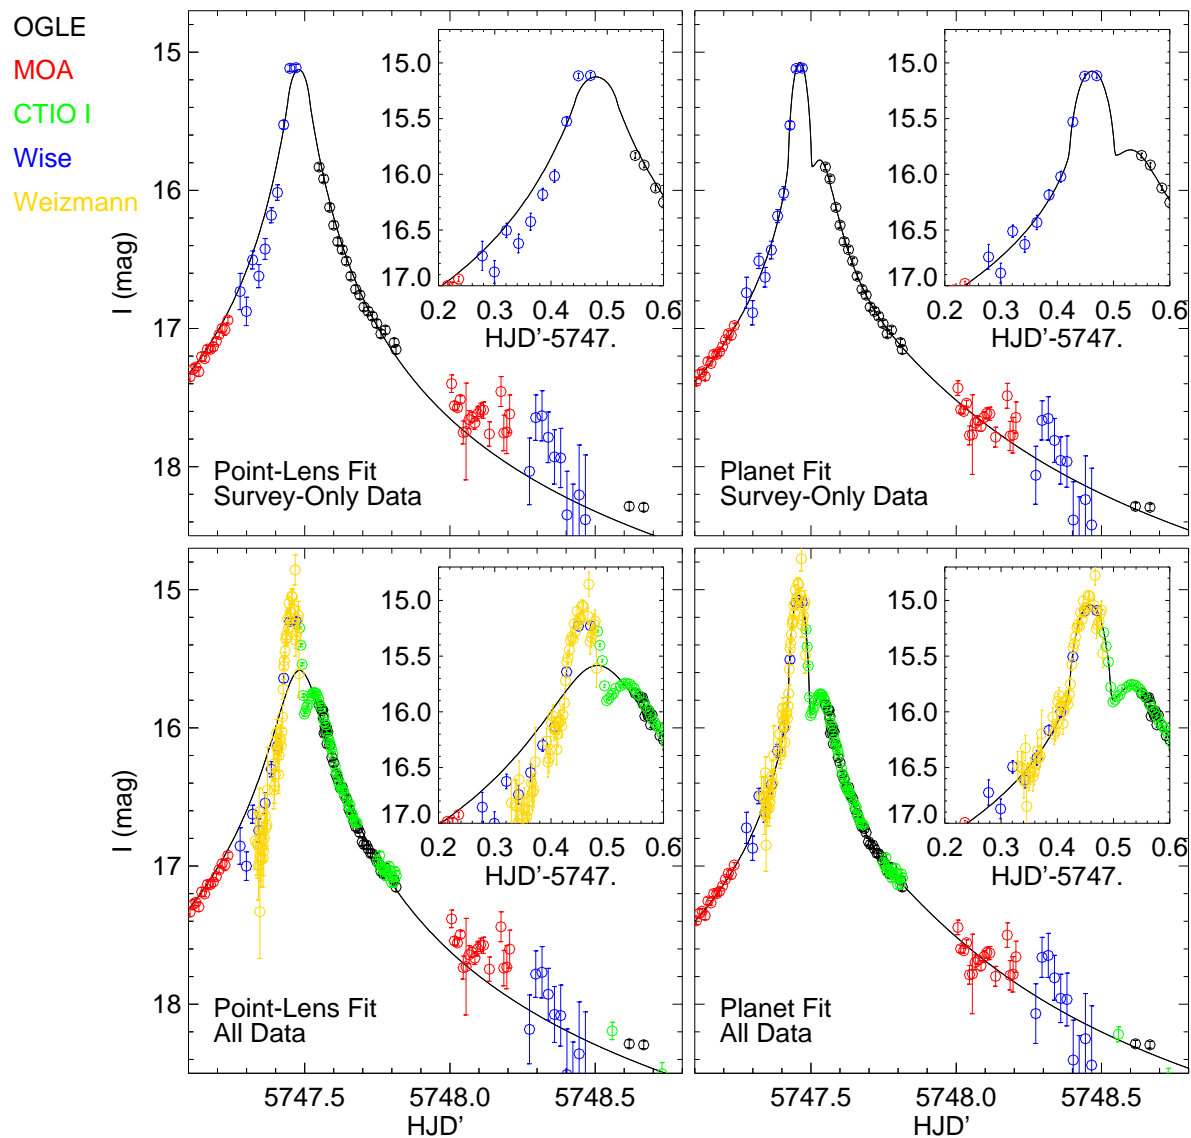 OGLE
MOA
CTIO I
Wise
Weizmann
15
16
17
18
I (mag)
15.0
15.5
16.0
16.5
17.0
0.2 0.3 0.4 0.5 0.6
HJD'-5747.
Point-Lens Fit
Survey-Only Data
15.0
15.5
16.0
16.5
17.0
0.2 0.3 0.4 0.5 0.6
HJD'-5747.
Planet Fit
Survey-Only Data
15
16
17
18
I (mag)
15.0
15.5
16.0
16.5
17.0
0.2 0.3 0.4 0.5 0.6
HJD'-5747.
Point-Lens Fit
All Data
15.0
15.5
16.0
16.5
17.0
0.2 0.3 0.4 0.5 0.6
HJD'-5747.
Planet Fit
All Data
5747.5 5748.0 5748.5
HJD'
5747.5 5748.0 5748.5
HJD'